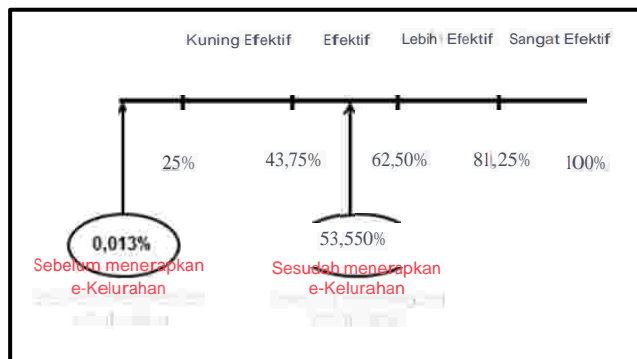 Kuning Efektif Efektif Lebih Efektif Sangat Efektif
25% 43,75% 62,50% 81,25% 100%
0,013% 53,550%
Sebelum menerapkan
e-Kelurahan
Sesudah menerapkan
e-Kelurahan